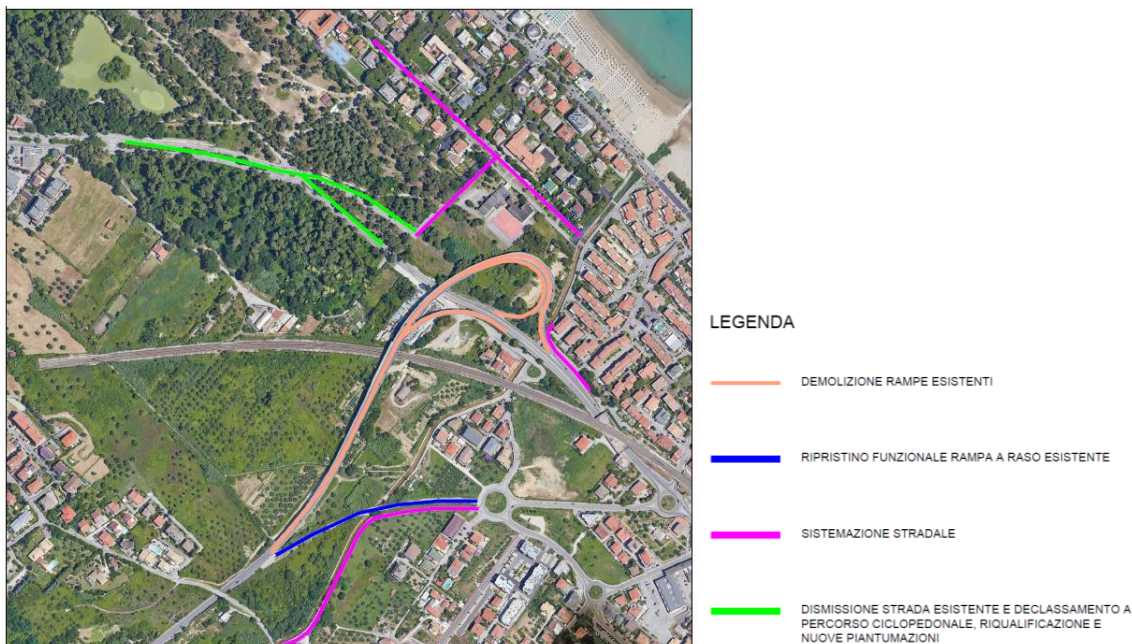 LEGENDA
DEMOLIZIONE RAMPE ESISTENTI
RIPRISTINO FUNZIONALE RAMPA A RASO ESISTENTE
SISTEMAZIONE STRADALE
DISMISSIONE STRADA ESISTENTE E DECLASSAMENTO A
PERCORSO CICLOPEDONALE, RIQUALIFICAZIONE E
NUOVE PIANTUMAZIONI